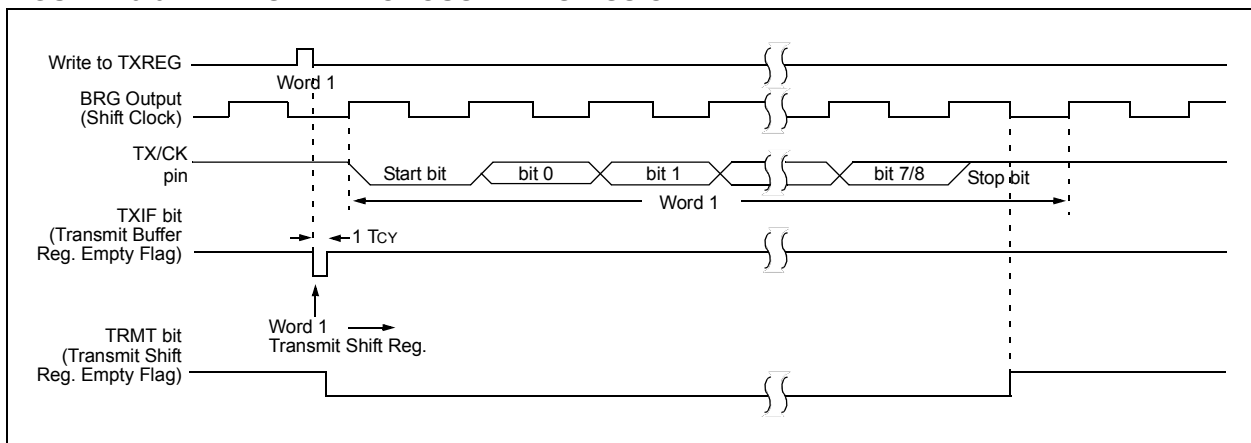 Write to TXREG
Word 1
BRG Output
(Shift Clock)
TX/CK
pin
Start bit
bit 0
bit 1
bit 7/8
Stop bit
Word 1
TXIF bit
(Transmit Buffer
Reg. Empty Flag)
1 TCY
Word 1
Transmit Shift Reg.
TRMT bit
(Transmit Shift
Reg. Empty Flag)